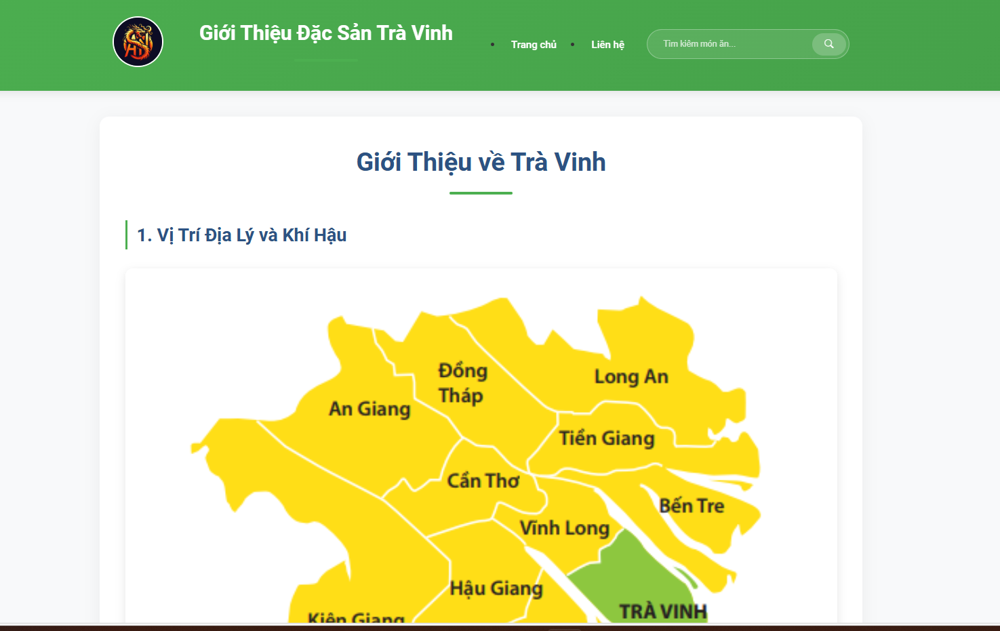 Giới Thiệu Đặc Sản Trà Vinh
Trang chủ
Liên hệ
Tìm kiếm món ăn...
Giới Thiệu về Trà Vinh
1. Vị Trí Địa Lý và Khí Hậu
Đồng
Tháp
Long An
An Giang
Tiền Giang
Cần Thơ
Bến Tre
Vĩnh Long
Hậu Giang
TRÀ VINH
Kiên Giang